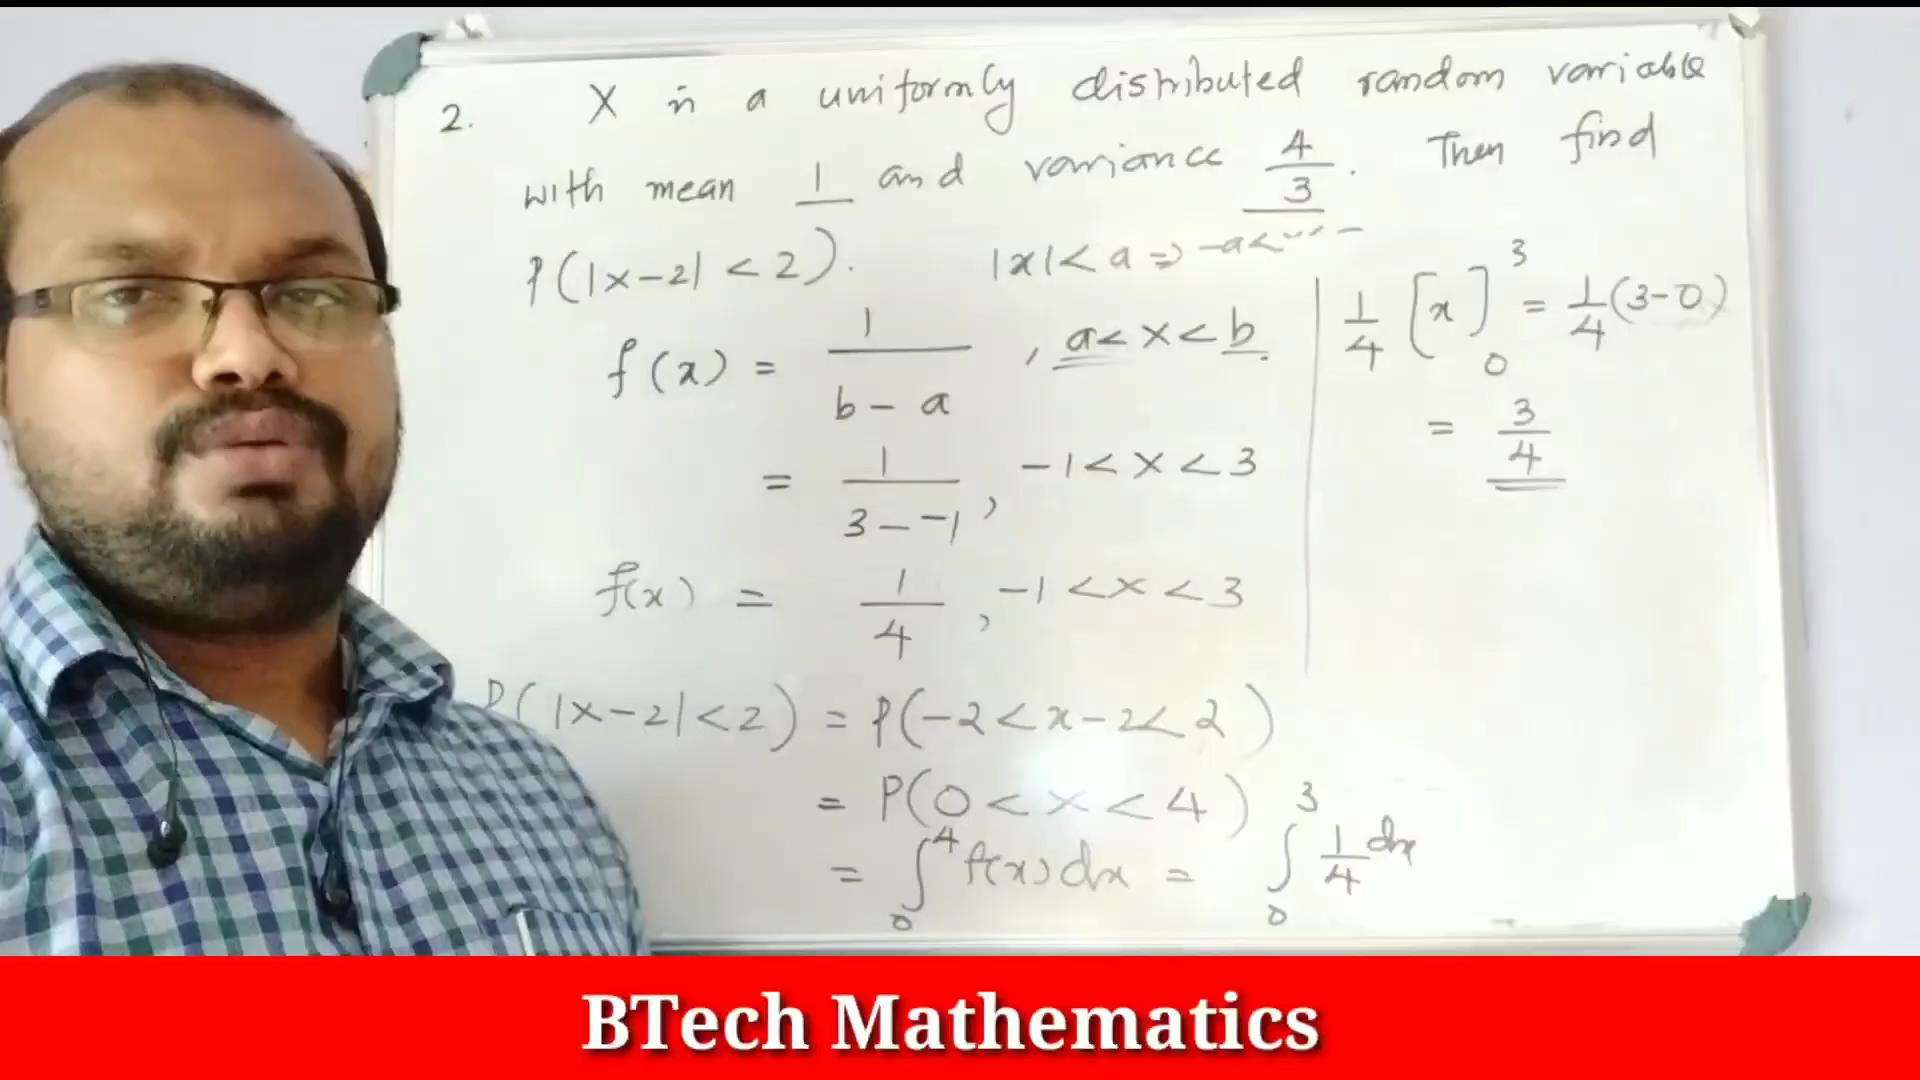 2. X is a uniformly distributed random variable
with mean 1 and variance 4/3. Then find
P(|x-2| < 2).
|x| < a ⇒ -a <
f(x) = 1/(b-a), a < x < b.
= 1/(3--1), -1 < x < 3
f(x) = 1/4, -1 < x < 3
P(|x-2| < 2) = P(-2 < x-2 < 2)
= P(0 < x < 4)
= ∫₀⁴ f(x) dx = ∫₀³ 1/4 dx
1/4 [x]₀³ = 1/4 (3-0)
= 3/4
BTech Mathematics